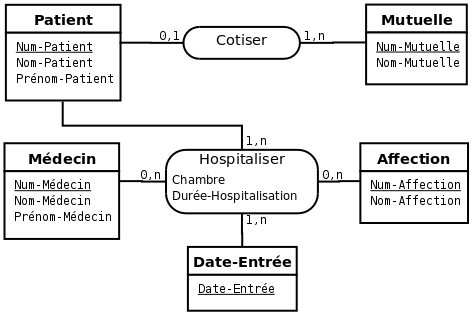 Patient
Num-Patient
Nom-Patient
Prénom-Patient
0,1
Cotiser
1,n
Mutuelle
Num-Mutuelle
Nom-Mutuelle
1,n
Médecin
Num-Médecin
Nom-Médecin
Prénom-Médecin
0,n
Hospitaliser
Chambre
Durée-Hospitalisation
0,n
Affection
Num-Affection
Nom-Affection
1,n
Date-Entrée
Date-Entrée